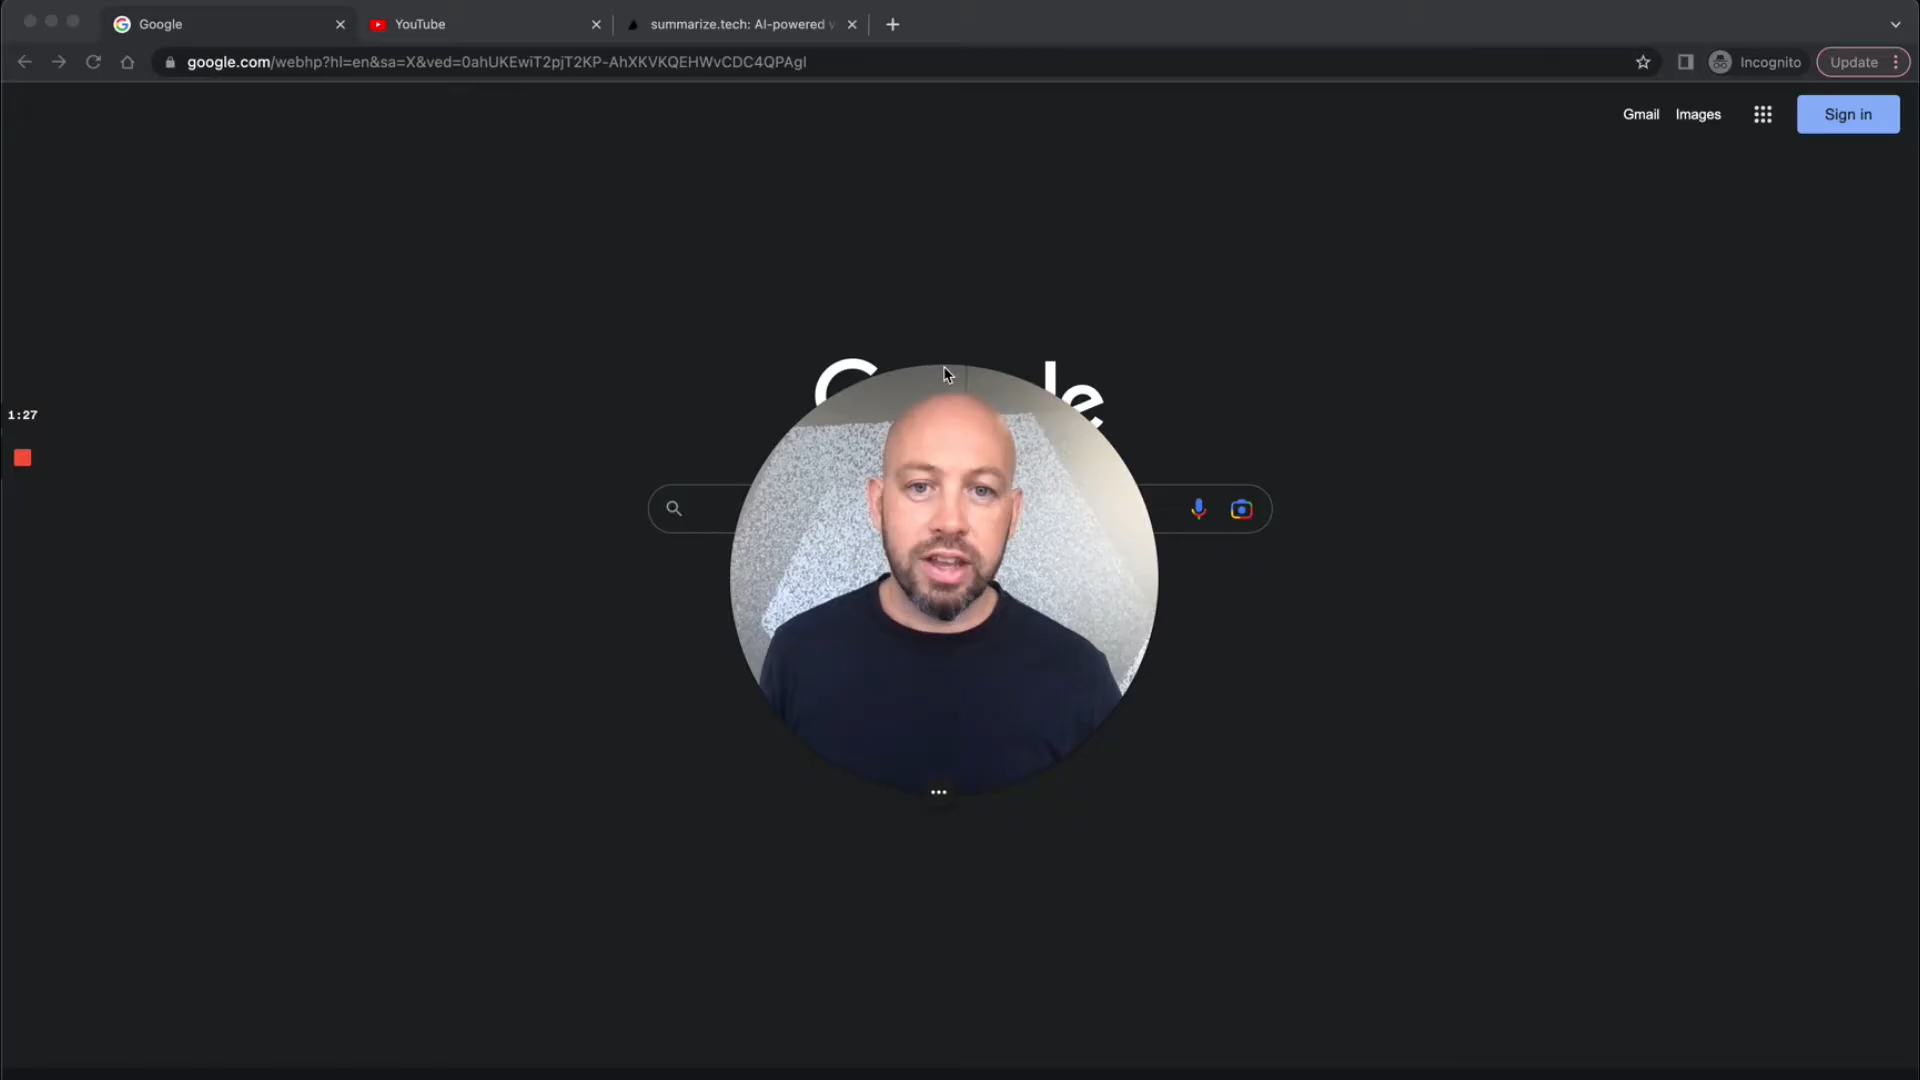 Google
YouTube
summarize.tech: AI-powered
google.com/webhp?hl=en&sa=X&ved=0ahUKEwiT2pjT2KP-AhXKVKQEHWvCDC4QPAgI
Incognito
Update
Gmail
Images
Sign in
G le
1:27